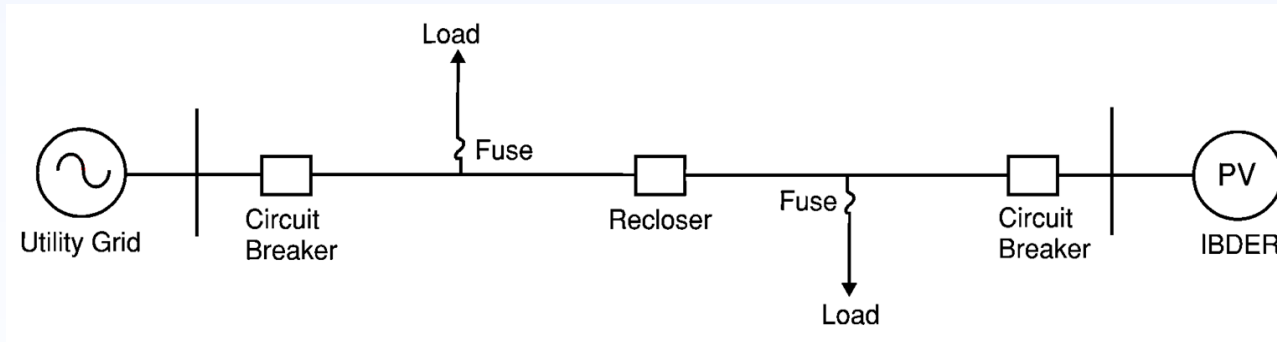 Load
Fuse
Utility Grid
Circuit
Breaker
Recloser
Fuse
Load
Circuit
Breaker
PV
IBDER